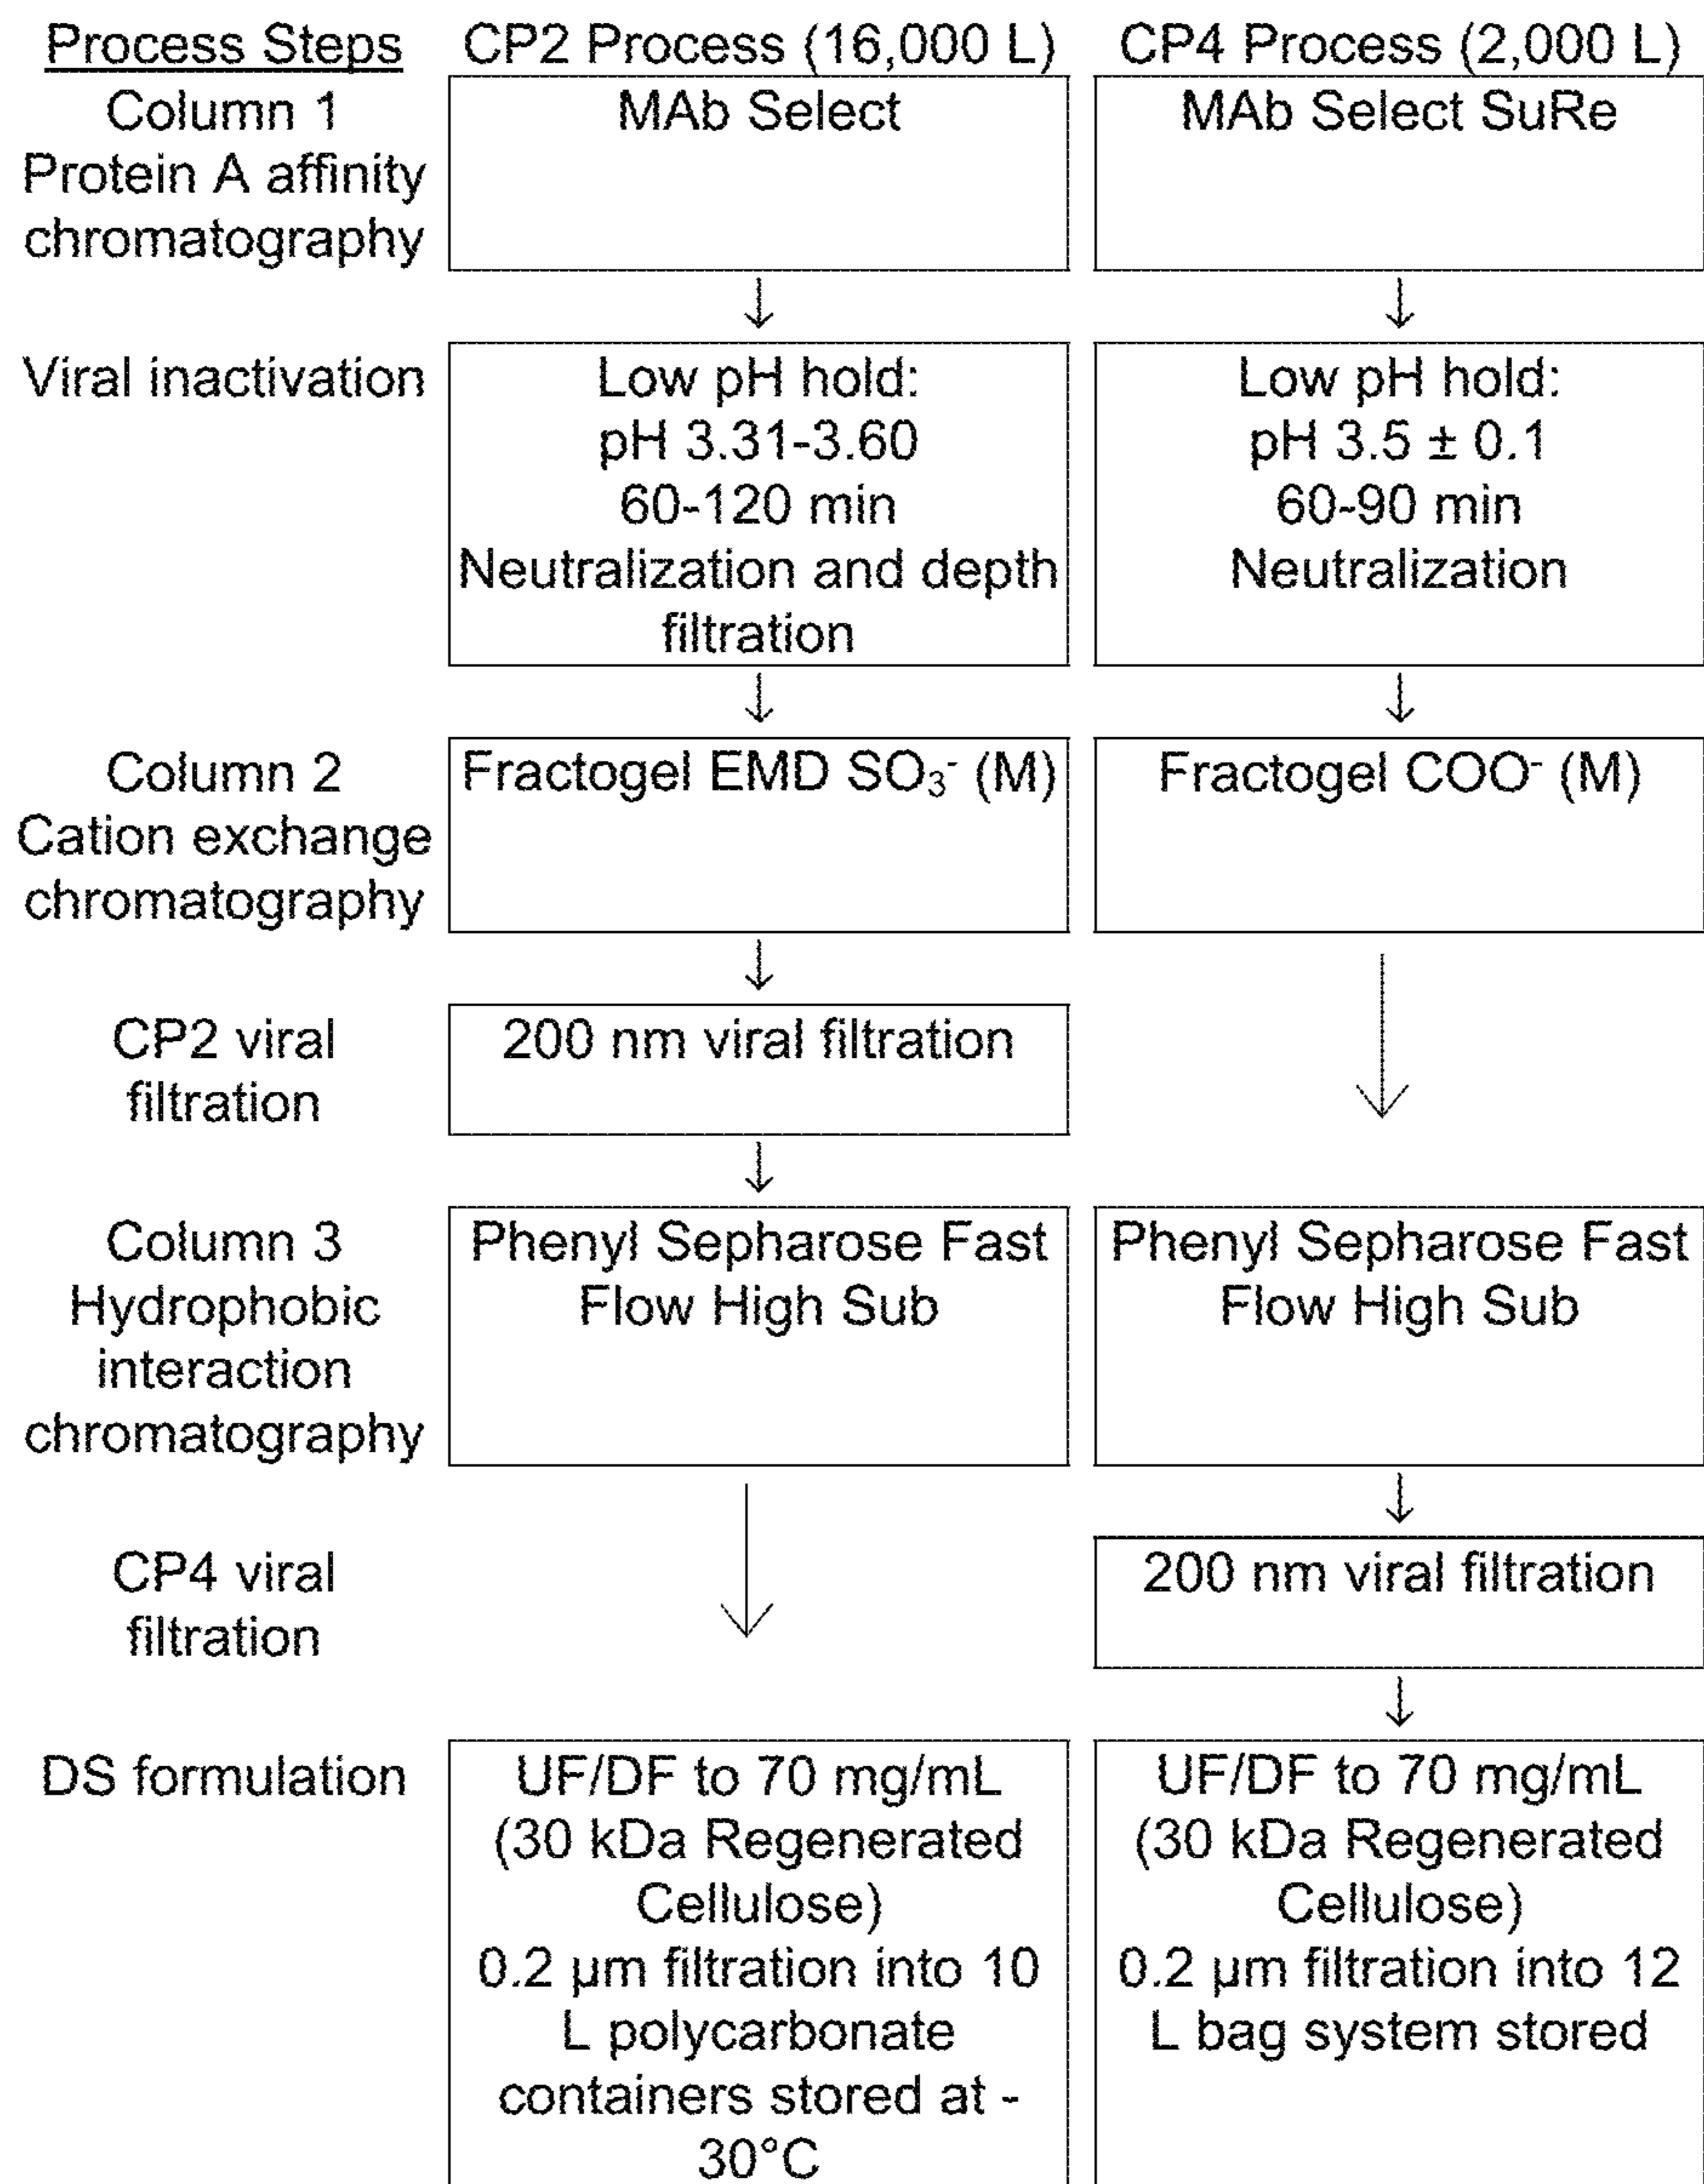 Process Steps
CP2 Process (16,000 L)
CP4 Process (2,000 L)
Column 1
Protein A affinity
chromatography
MAb Select
MAb Select SuRe
Viral inactivation
Low pH hold:
pH 3.31-3.60
60-120 min
Neutralization and depth
filtration
Low pH hold:
pH 3.5 ± 0.1
60-90 min
Neutralization
Column 2
Cation exchange
chromatography
Fractogel EMD SO₃⁻ (M)
Fractogel COO⁻ (M)
CP2 viral
filtration
200 nm viral filtration
Column 3
Hydrophobic
interaction
chromatography
Phenyl Sepharose Fast
Flow High Sub
Phenyl Sepharose Fast
Flow High Sub
CP4 viral
filtration
200 nm viral filtration
DS formulation
UF/DF to 70 mg/mL
(30 kDa Regenerated
Cellulose)
0.2 µm filtration into 10
L polycarbonate
containers stored at -
30°C
UF/DF to 70 mg/mL
(30 kDa Regenerated
Cellulose)
0.2 µm filtration into 12
L bag system stored